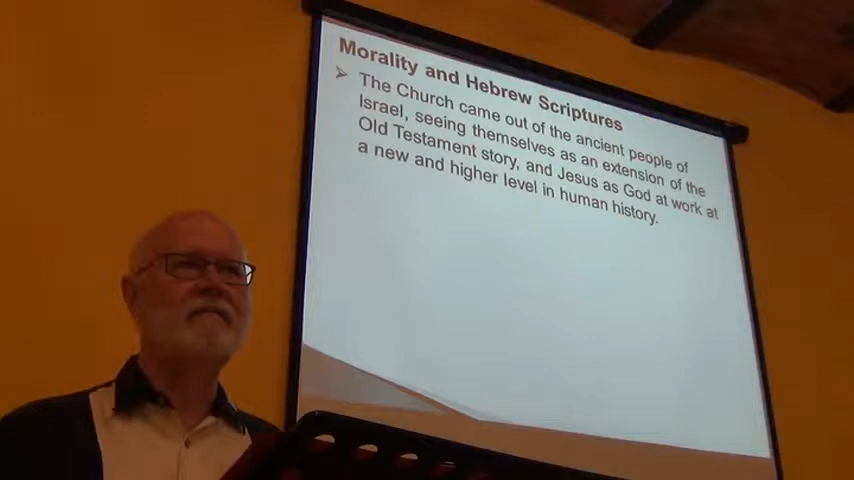 Morality and Hebrew Scriptures
The Church came out of the ancient people of
Israel, seeing themselves as an extension of the
Old Testament story, and Jesus as God at work at
a new and higher level in human history.